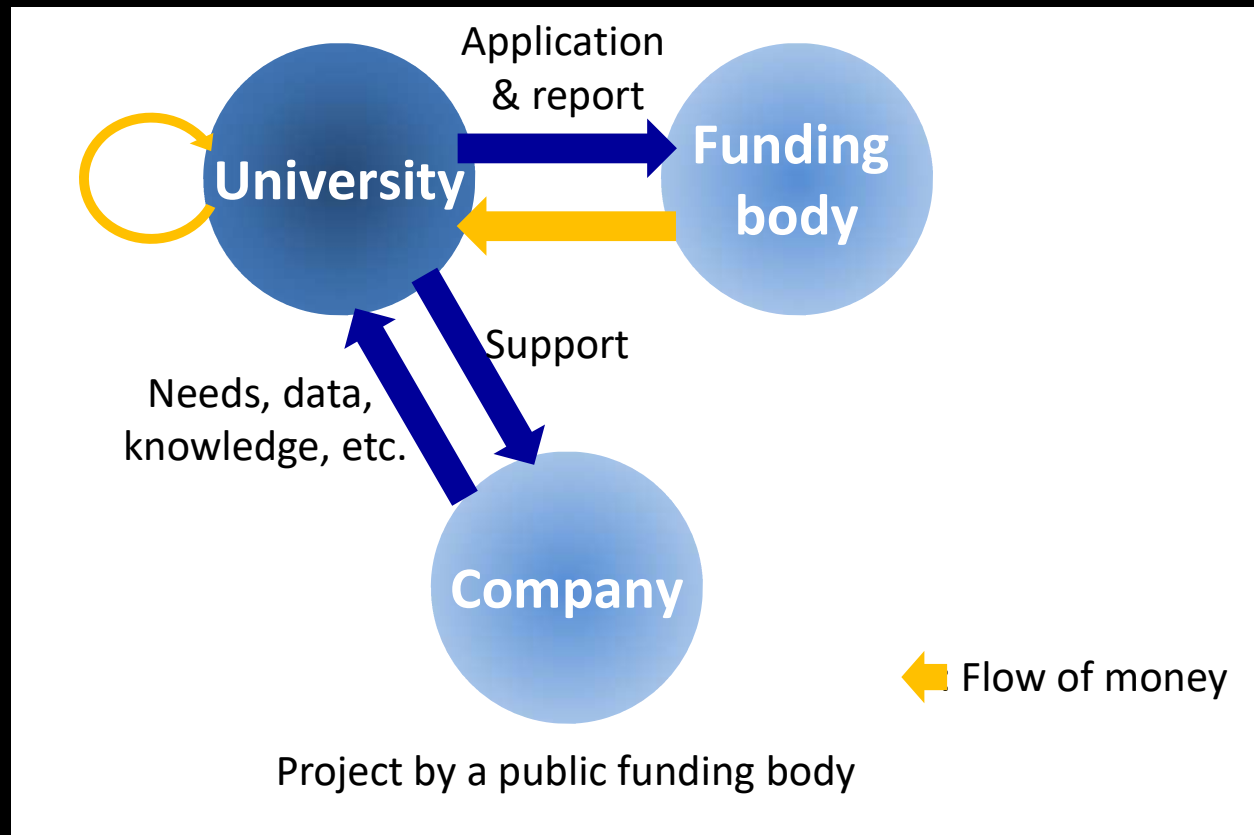 Application
& report
University
Funding
body
Support
Needs, data,
knowledge, etc.
Company
: Flow of money
Project by a public funding body